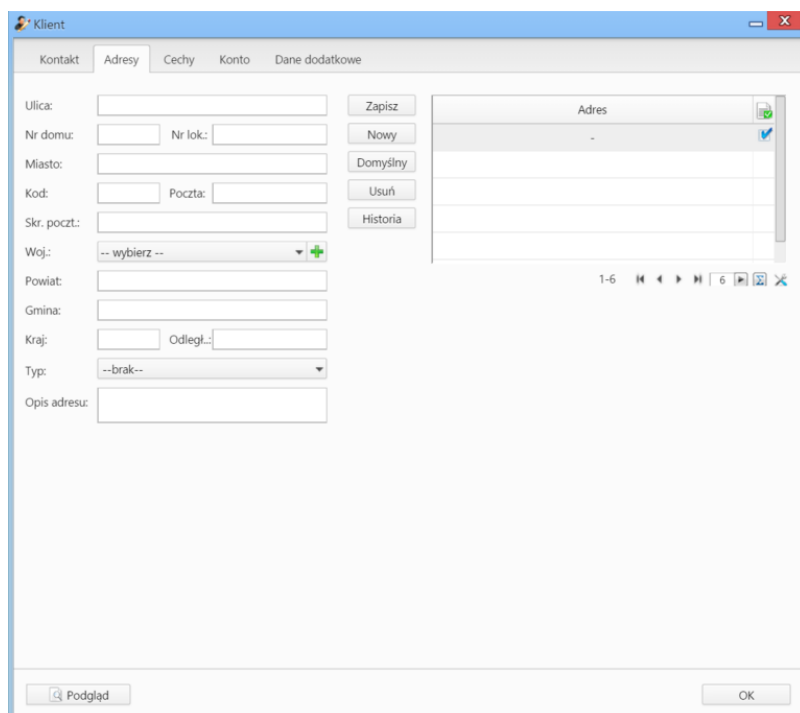 Klient
Kontakt Adresy Cechy Konto Dane dodatkowe
Ulica: Zapisz Adres
Nr domu: Nr lok.: Nowy -
Miasto: Domyślny
Kod: Poczta: Usuń
Skr. poczt.: Historia
Woj.: -- wybierz --
Powiat: 1-6 6 Σ
Gmina:
Kraj: Odległ..:
Typ: --brak--
Opis adresu:
Podgląd OK